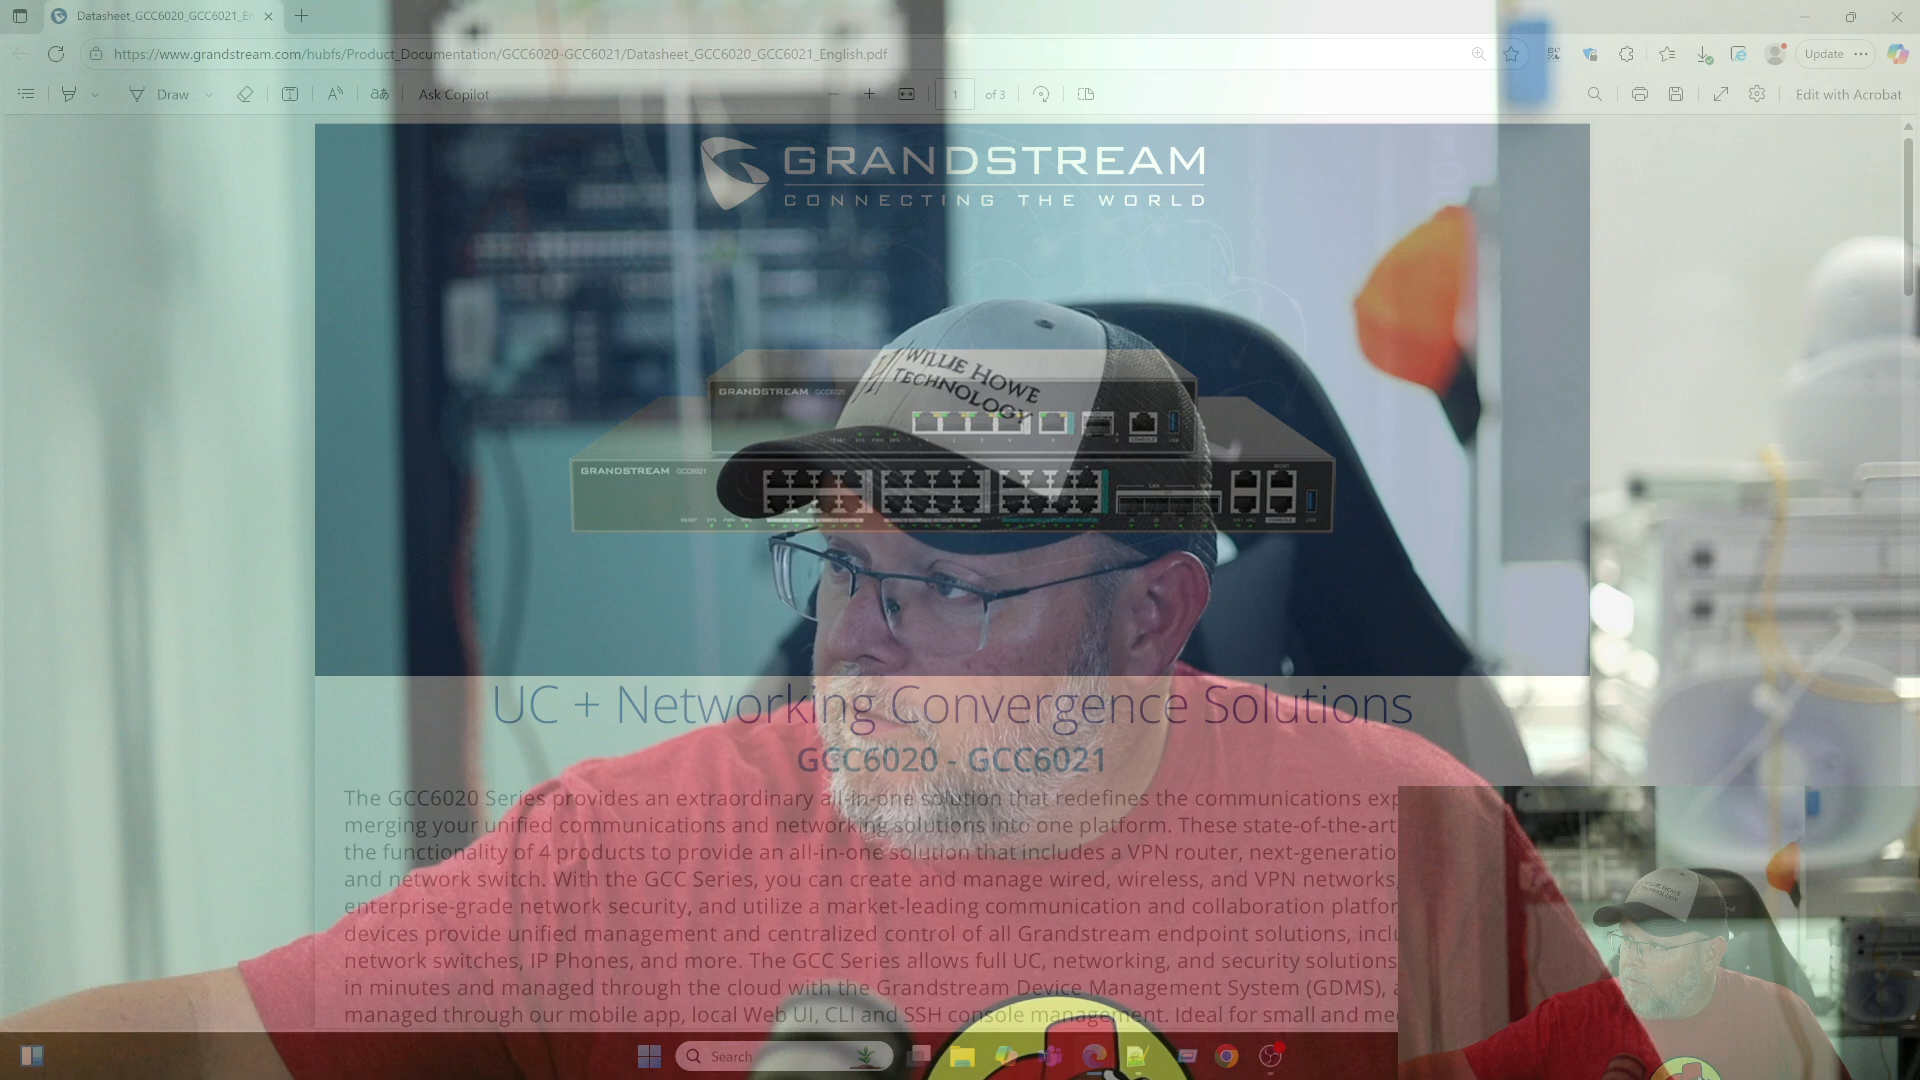 Datasheet_GCC6020_GCC6021_En
https://www.grandstream.com/hubfs/Product_Documentation/GCC6020-GCC6021/Datasheet_GCC6020_GCC6021_English.pdf
Update
Draw
Ask Copilot
1 of 3
Edit with Acrobat
GRANDSTREAM
CONNECTING THE WORLD
WILLIE HOWE
TECHNOLOGY
GRANDSTREAM GCC6020
CONSOLE
USB
GRANDSTREAM GCC6021
UC + Networking Convergence Solutions
GCC6020 - GCC6021
The GCC6020 Series provides an extraordinary all-in-one solution that redefines the communications exp
merging your unified communications and networking solutions into one platform. These state-of-the-art
the functionality of 4 products to provide an all-in-one solution that includes a VPN router, next-generatio
and network switch. With the GCC Series, you can create and manage wired, wireless, and VPN networks,
enterprise-grade network security, and utilize a market-leading communication and collaboration platfor
devices provide unified management and centralized control of all Grandstream endpoint solutions, inclu
network switches, IP Phones, and more. The GCC Series allows full UC, networking, and security solutions
in minutes and managed through the cloud with the Grandstream Device Management System (GDMS), a
managed through our mobile app, local Web UI, CLI and SSH console management. Ideal for small and me
WILLIE HOWE
TECHNOLOGY
Search